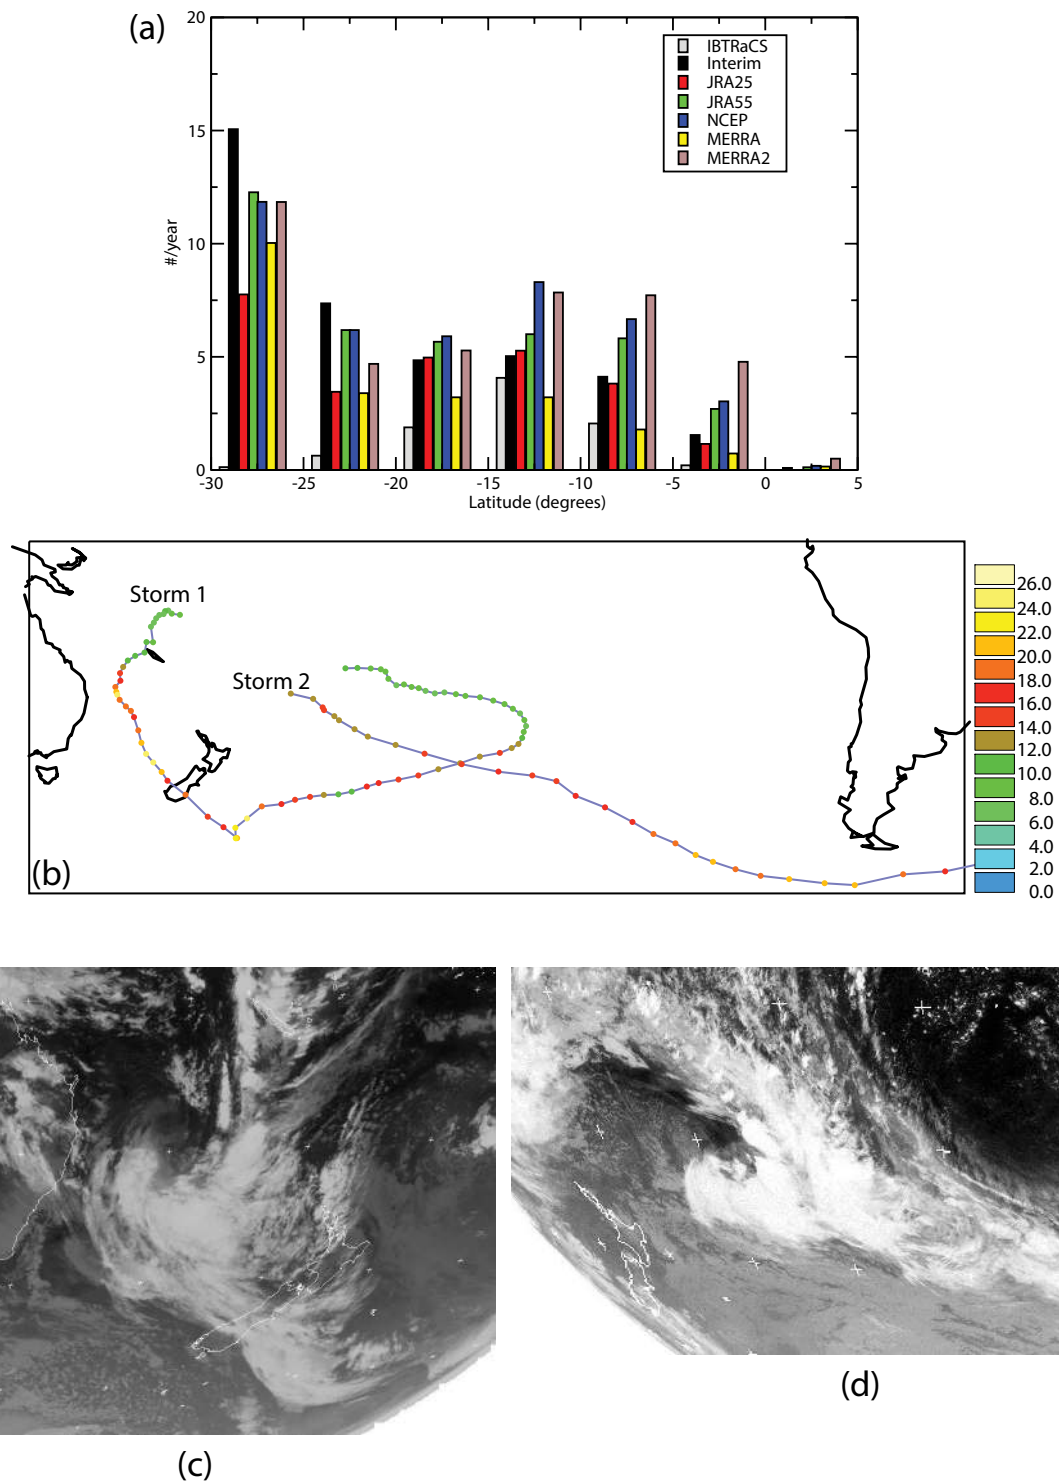 (a)
20
15
10
5
0
#/year
IBTRaCS
Interim
JRA25
JRA55
NCEP
MERRA
MERRA2
-30 -25 -20 -15 -10 -5 0 5
Latitude (degrees)
Storm 1
Storm 2
(b)
26.0
24.0
22.0
20.0
18.0
16.0
14.0
12.0
10.0
8.0
6.0
4.0
2.0
0.0
(c)
(d)